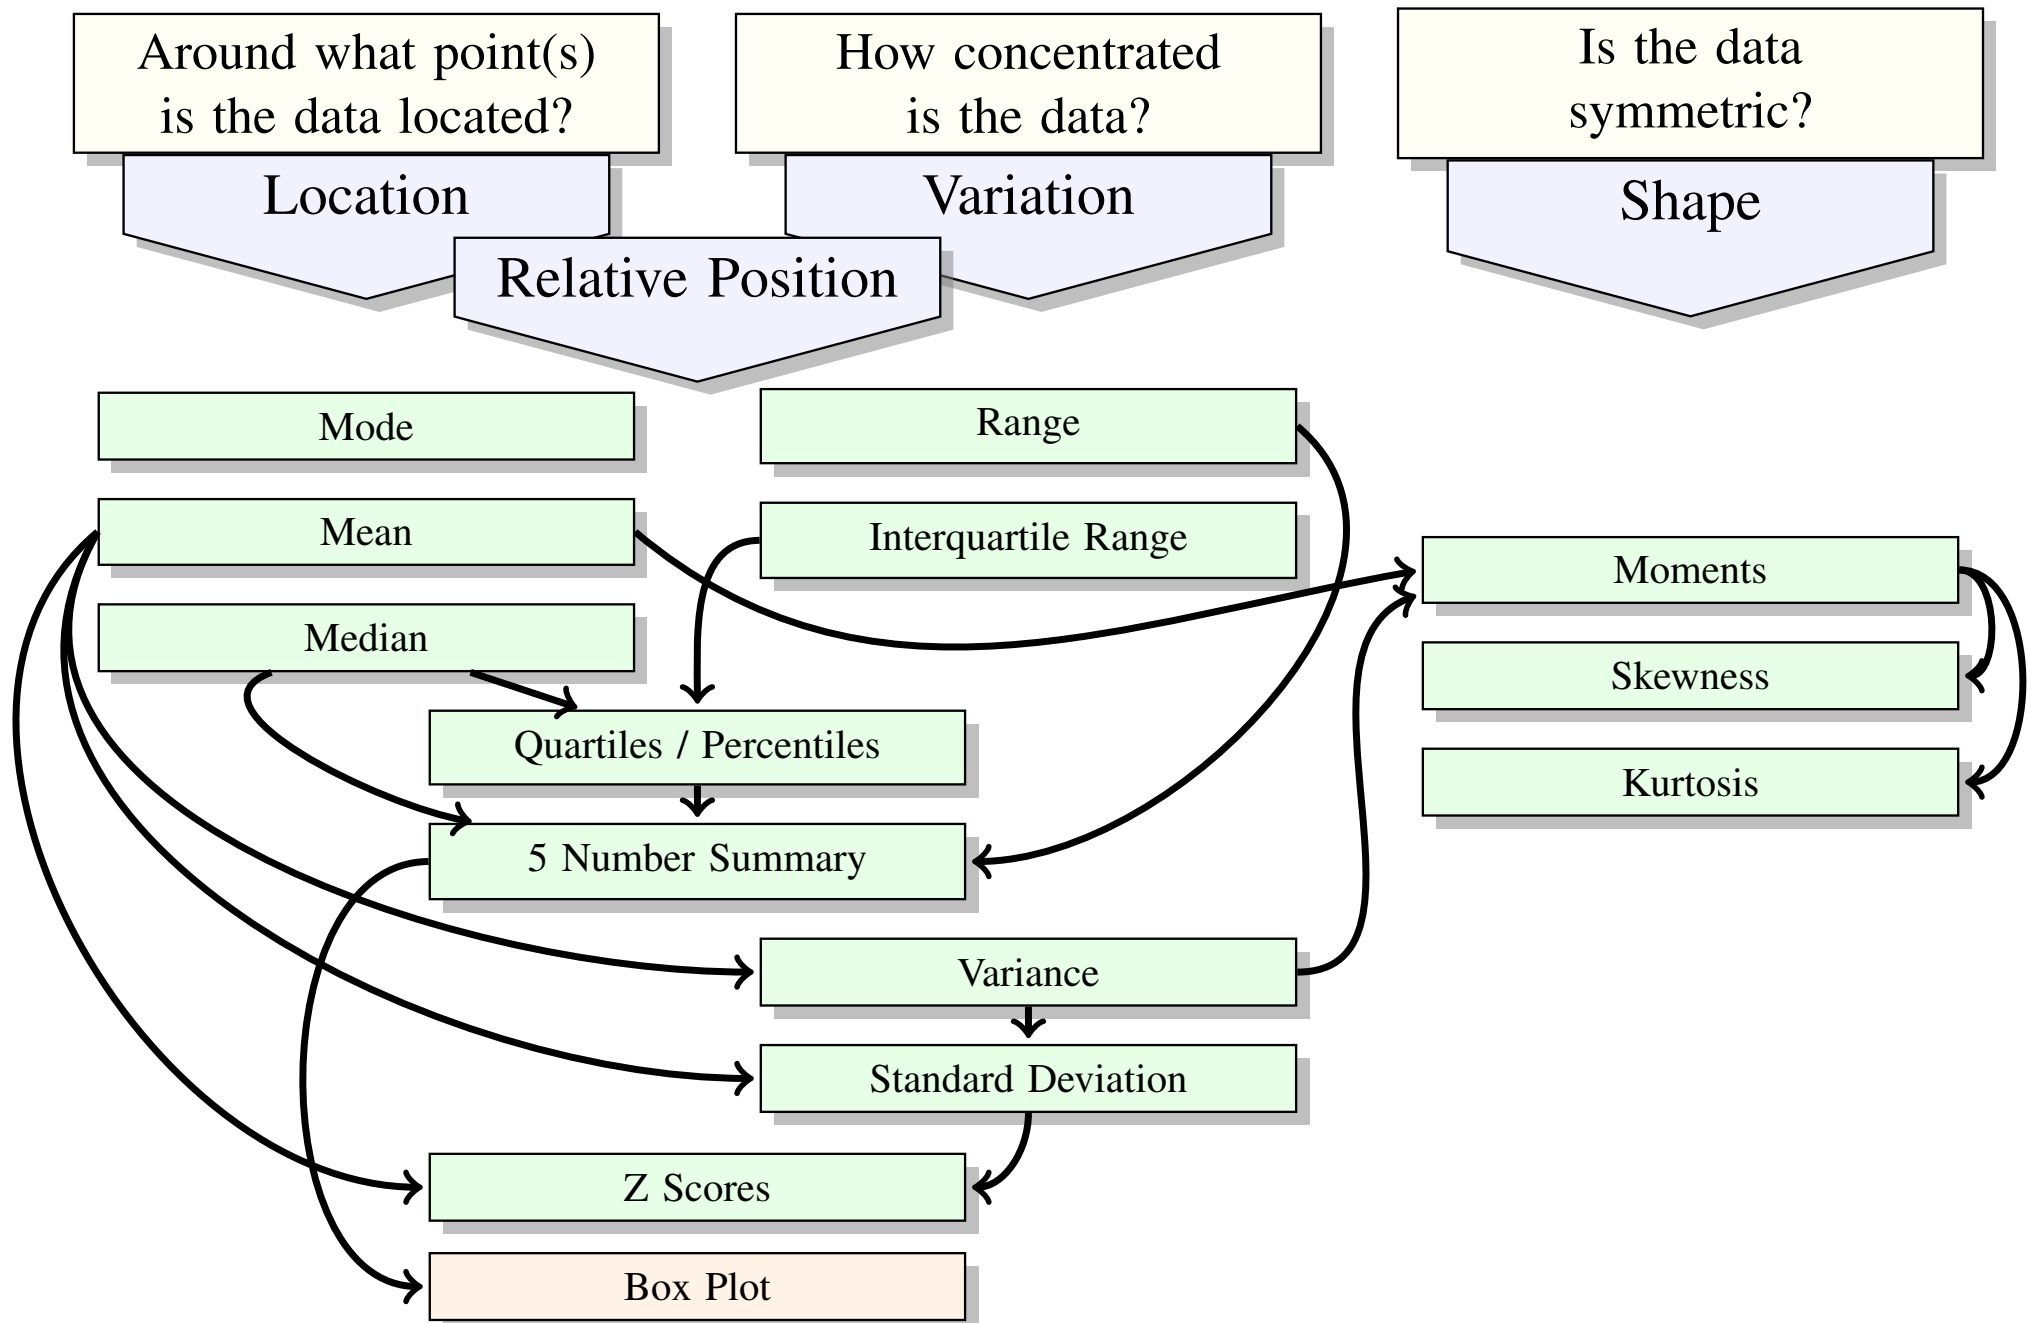 Around what point(s)
is the data located?
How concentrated
is the data?
Is the data
symmetric?
Location
Variation
Shape
Relative Position
Mode
Range
Mean
Interquartile Range
Moments
Median
Skewness
Quartiles / Percentiles
Kurtosis
5 Number Summary
Variance
Standard Deviation
Z Scores
Box Plot